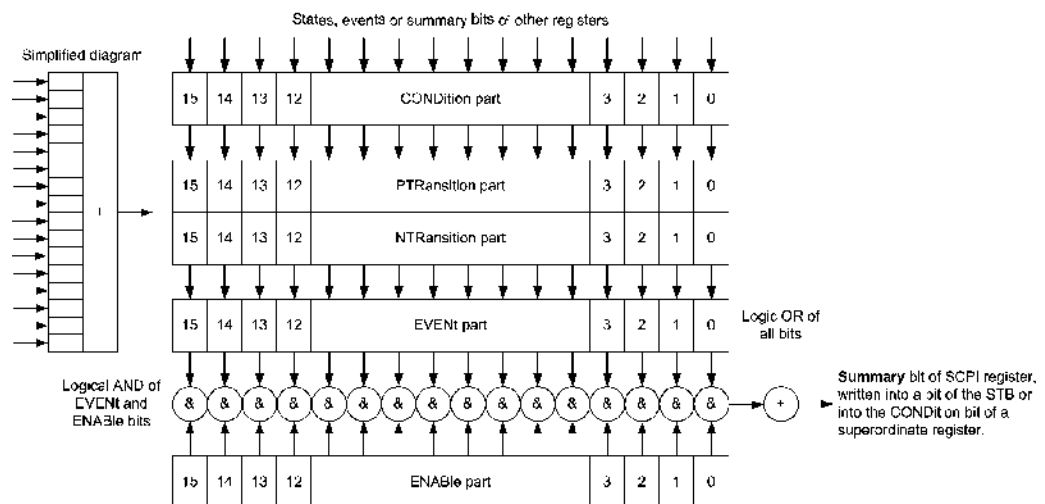 States, events or summary bits of other registers
Simplified diagram
15 14 13 12 CONDition part 3 2 1 0
15 14 13 12 PTRansition part 3 2 1 0
+
15 14 13 12 NTRansition part 3 2 1 0
15 14 13 12 EVENt part 3 2 1 0
Logic OR of
all bits
Logical AND of
EVENt and
ENABle bits
& & & & & & & & & & & & & & & & +
Summary bit of SCPI register,
written into a bit of the STB or
into the CONDition bit of a
superordinate register.
15 14 13 12 ENABle part 3 2 1 0